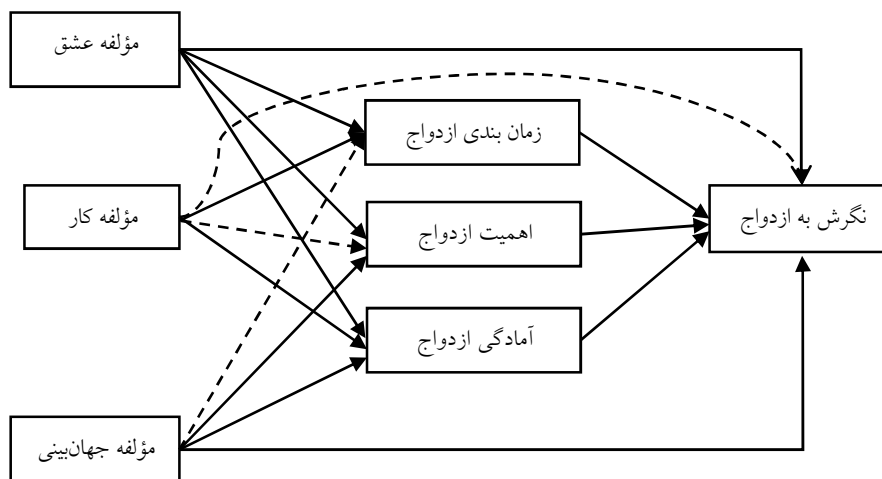 مؤلفه عشق
زمان بندی ازدواج
مؤلفه کار
اهمیت ازدواج
نگرش به ازدواج
آمادگی ازدواج
مؤلفه جهان‌بینی